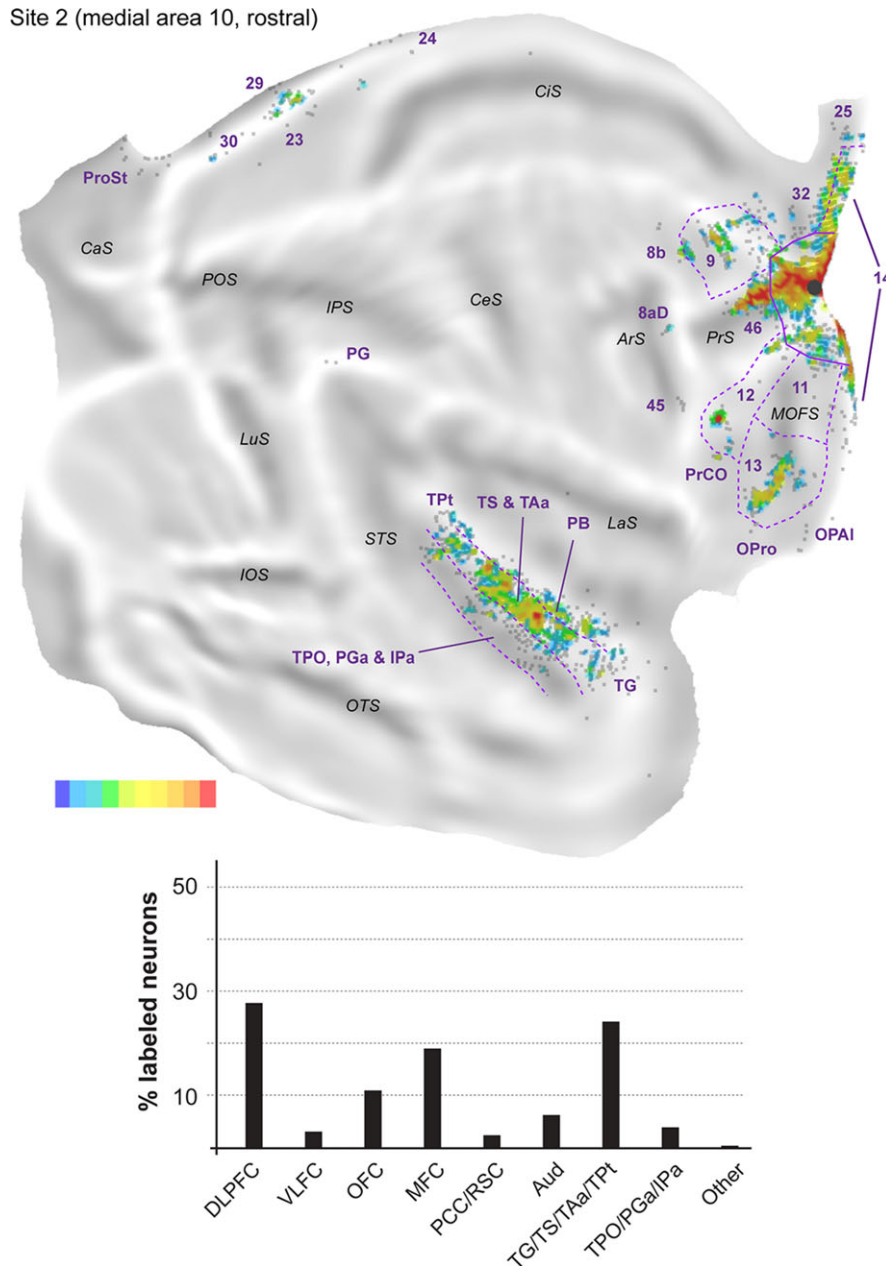 Site 2 (medial area 10, rostral)
24
29
CiS
25
30
23
ProSt
32
CaS
8b
9
POS
14
IPS
CeS
8aD
ArS
PrS
46
PG
12
11
45
MOFS
LuS
PrCO
13
TPt
TS & TAa
PB
LaS
STS
OPro
OPAI
IOS
TPO, PGa & IPa
TG
OTS
% labeled neurons
50
30
10
DLPFC
VLFC
OFC
MFC
PCC/RSC
Aud
TG/TS/TAa/TPt
TPO/PGa/IPa
Other